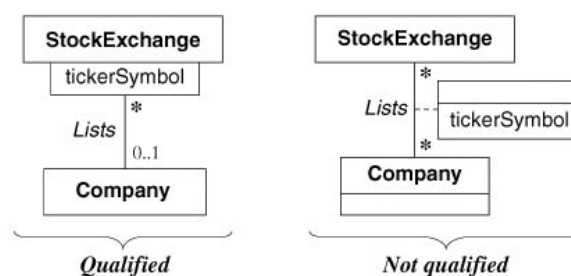 StockExchange
tickerSymbol
*
Lists
0..1
Company
Qualified
StockExchange
*
Lists
tickerSymbol
*
Company
Not qualified